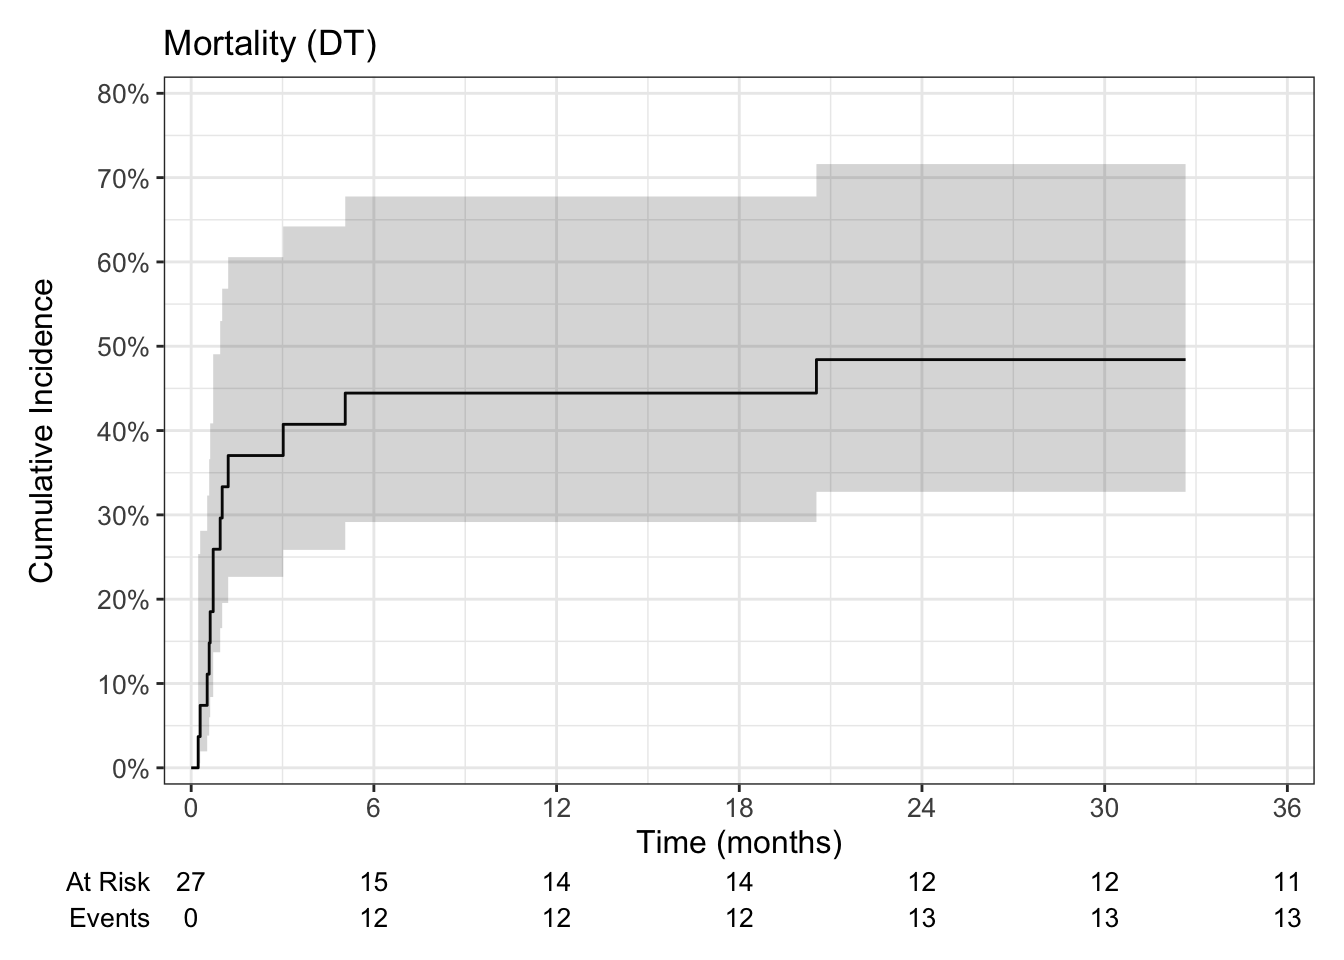 Mortality (DT)
80%
70%
60%
50%
40%
30%
20%
10%
0%
Cumulative Incidence
0 6 12 18 24 30 36
Time (months)
At Risk 27 15 14 14 12 12 11
Events 0 12 12 12 13 13 13